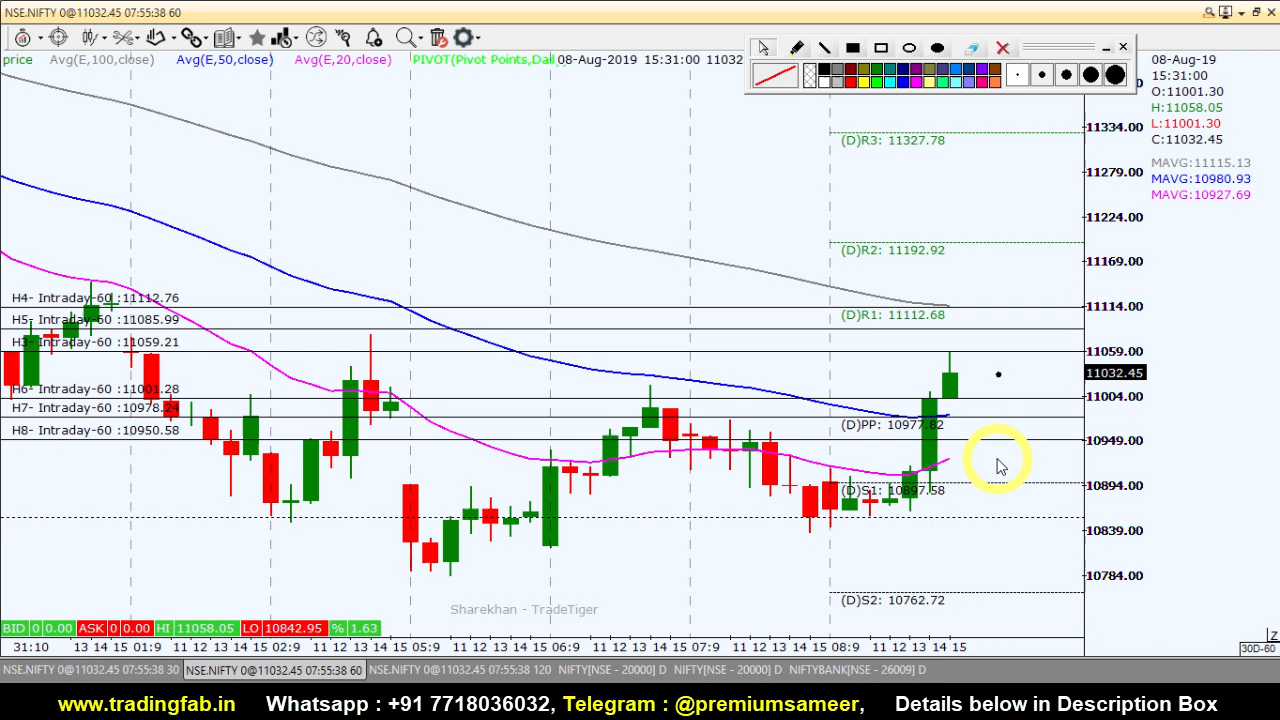 NSE.NIFTY 0@11032.45 07:55:38 60
price Avg(E,100,close) Avg(E,50,close) Avg(E,20,close) PIVOT(Pivot Points,Dail 08-Aug-2019 15:31:00 11032
08-Aug-19
15:31:00
O:11001.30
H:11058.05
L:11001.30
C:11032.45
MAVG:11115.13
MAVG:10980.93
MAVG:10927.69
11334.00
11279.00
11224.00
11169.00
11114.00
11059.00
11032.45
11004.00
10949.00
10894.00
10839.00
10784.00
(D)R3: 11327.78
(D)R2: 11192.92
(D)R1: 11112.68
(D)PP: 10977.82
(D)S1: 10897.58
(D)S2: 10762.72
H4- Intraday-60 :11112.76
H5- Intraday-60 :11085.99
H3- Intraday-60 :11059.21
H6- Intraday-60 :11001.28
H7- Intraday-60 :10978.24
H8- Intraday-60 :10950.58
Sharekhan - TradeTiger
BID 0 0.00 ASK 0 0.00 HI 11058.05 LO 10842.95 % 1.63
31:10 13 14 15 01:9 11 12 13 14 15 02:9 11 12 13 14 15 05:9 11 12 13 14 15 06:9 11 12 13 14 15 07:9 11 12 13 14 15 08:9 11 12 13 14 15
Z
30D-60
NSE.NIFTY 0@11032.45 07:55:38 30 NSE.NIFTY 0@11032.45 07:55:38 60 NSE.NIFTY 0@11032.45 07:55:38 120 NIFTY[NSE - 20000] D NIFTY[NSE - 20000] D NIFTYBANK[NSE - 26009] D
www.tradingfab.in Whatsapp : +91 7718036032, Telegram : @premiumsameer, Details below in Description Box